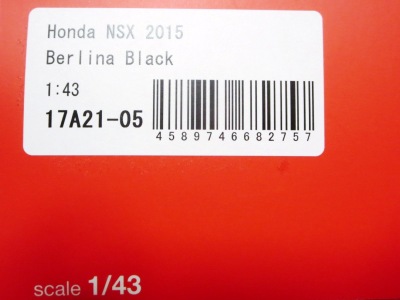 Honda NSX 2015
Berlina Black
1:43
17A21-05
4589746682757
scale 1/43